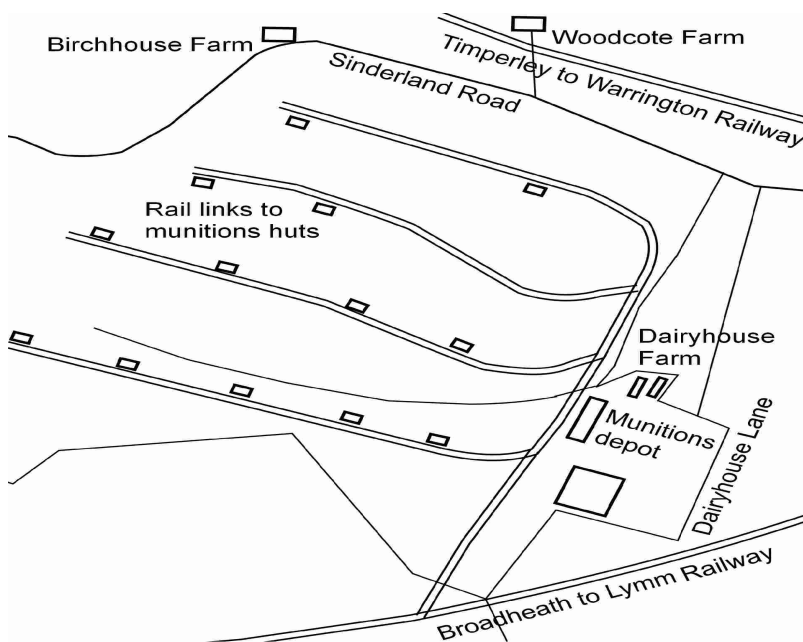 Birchhouse Farm
Woodcote Farm
Timperley to Warrington Railway
Sinderland Road
Rail links to
munitions huts
Dairyhouse
Farm
Munitions
depot
Dairyhouse Lane
Broadheath to Lymm Railway